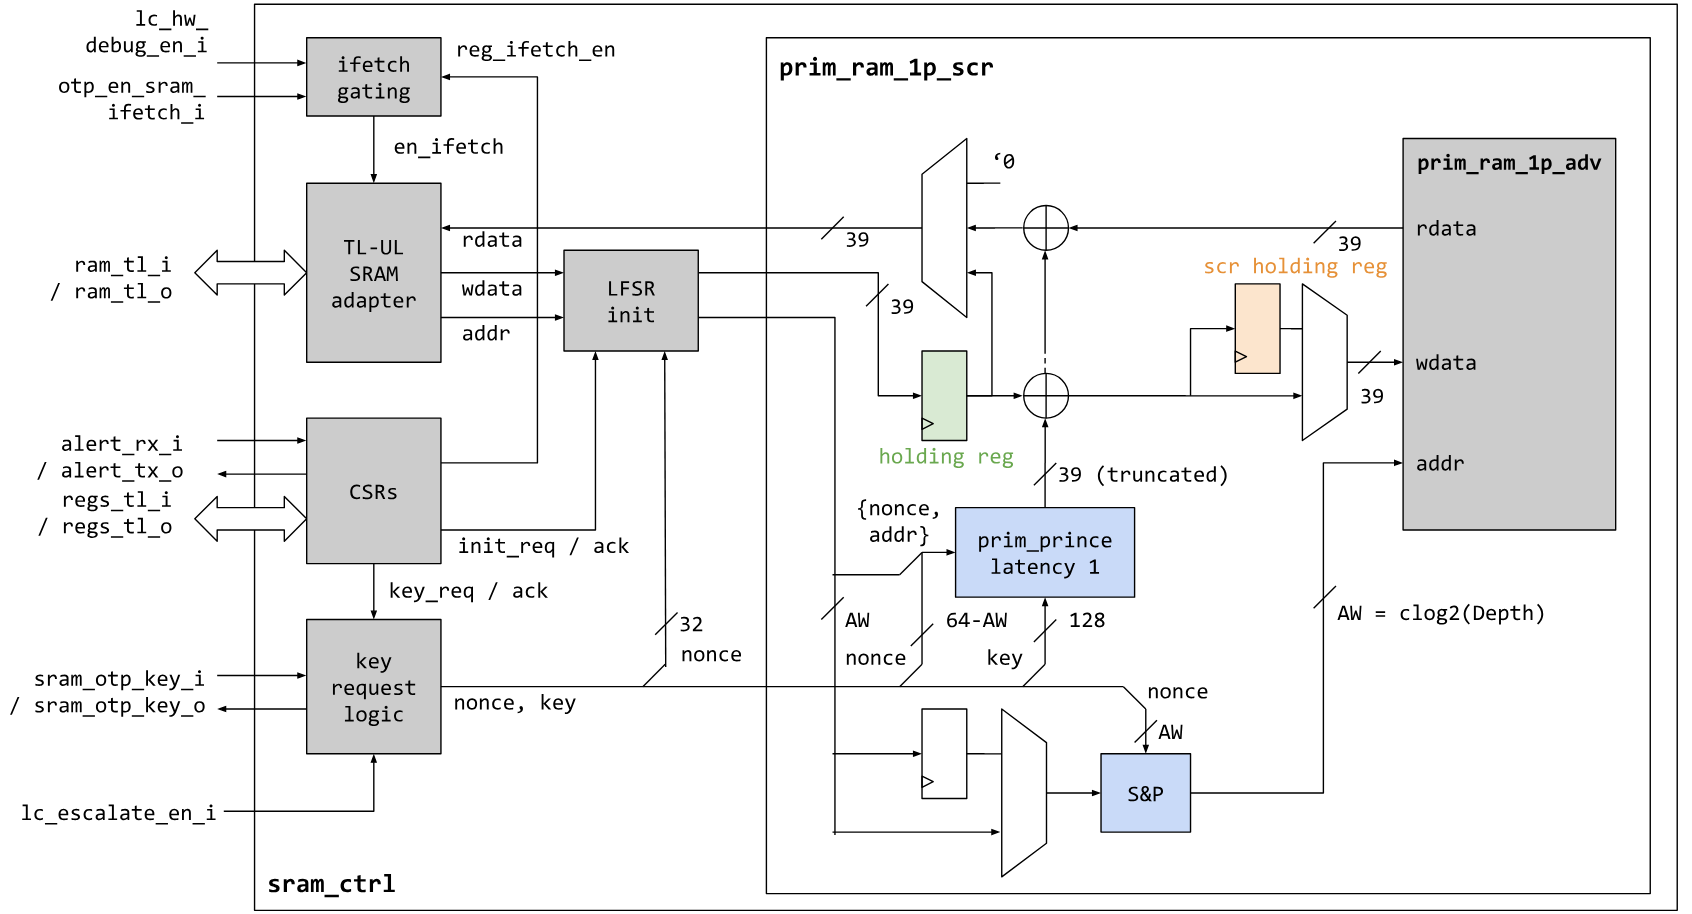 lc_hw_
debug_en_i
otp_en_sram_
ifetch_i
ifetch
gating
reg_ifetch_en
en_ifetch
prim_ram_1p_scr
‘0
prim_ram_1p_adv
TL-UL
SRAM
adapter
ram_tl_i
/ ram_tl_o
rdata
wdata
addr
LFSR
init
39
39
39
rdata
scr holding reg
wdata
39
addr
holding reg
alert_rx_i
/ alert_tx_o
regs_tl_i
/ regs_tl_o
CSRs
init_req / ack
key_req / ack
39 (truncated)
{nonce,
addr}
prim_prince
latency 1
AW
64-AW
128
nonce
key
AW = clog2(Depth)
32
nonce
key
request
logic
sram_otp_key_i
/ sram_otp_key_o
nonce, key
nonce
AW
S&P
lc_escalate_en_i
sram_ctrl